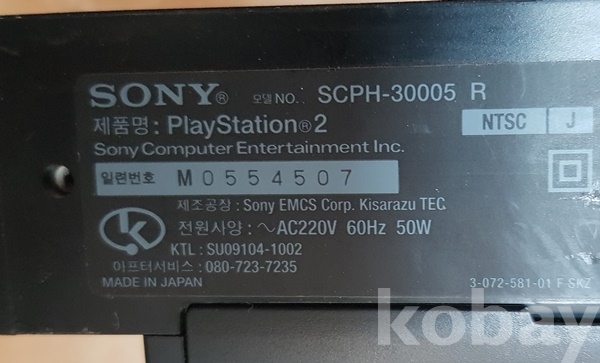 SONY® 모델 NO. SCPH-30005 R
제품명: PlayStation®2
NTSC J
Sony Computer Entertainment Inc.
일련번호 M0554507
제조공장: Sony EMCS Corp. Kisarazu TEC
전원사양: ~AC220V 60Hz 50W
KTL : SU09104-1002
아프터서비스 : 080-723-7235
MADE IN JAPAN
3-072-581-01 F SKZ
kobay